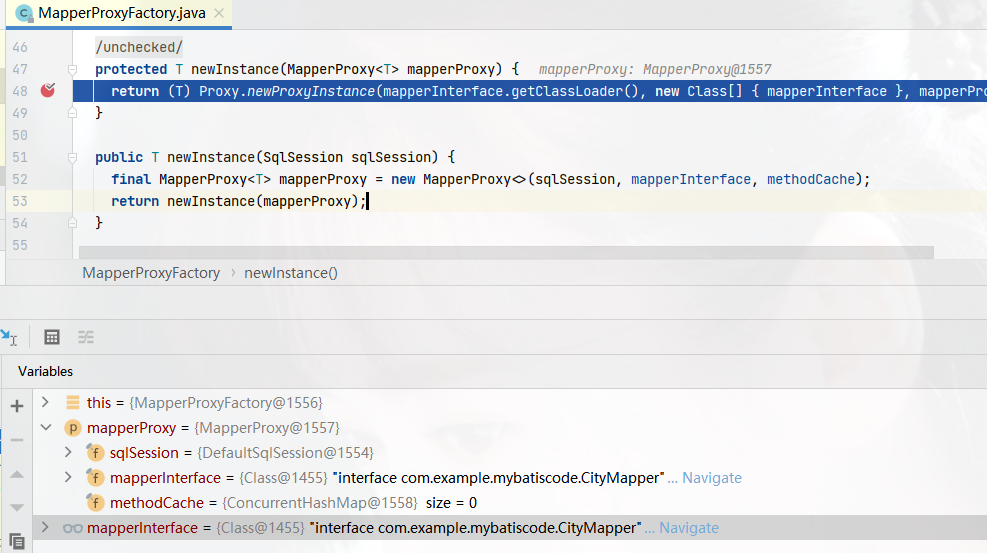 MapperProxyFactory.java
46 /unchecked/
47 protected T newInstance(MapperProxy<T> mapperProxy) { mapperProxy: MapperProxy@1557
48 return (T) Proxy.newProxyInstance(mapperInterface.getClassLoader(), new Class[] { mapperInterface }, mapperPro
49 }
50
51 public T newInstance(SqlSession sqlSession) {
52 final MapperProxy<T> mapperProxy = new MapperProxy<>(sqlSession, mapperInterface, methodCache);
53 return newInstance(mapperProxy);
54 }
55
MapperProxyFactory › newInstance()
Variables
this = {MapperProxyFactory@1556}
p mapperProxy = {MapperProxy@1557}
f sqlSession = {DefaultSqlSession@1554}
f mapperInterface = {Class@1455} "interface com.example.mybatiscode.CityMapper" ... Navigate
f methodCache = {ConcurrentHashMap@1558} size = 0
mapperInterface = {Class@1455} "interface com.example.mybatiscode.CityMapper" ... Navigate